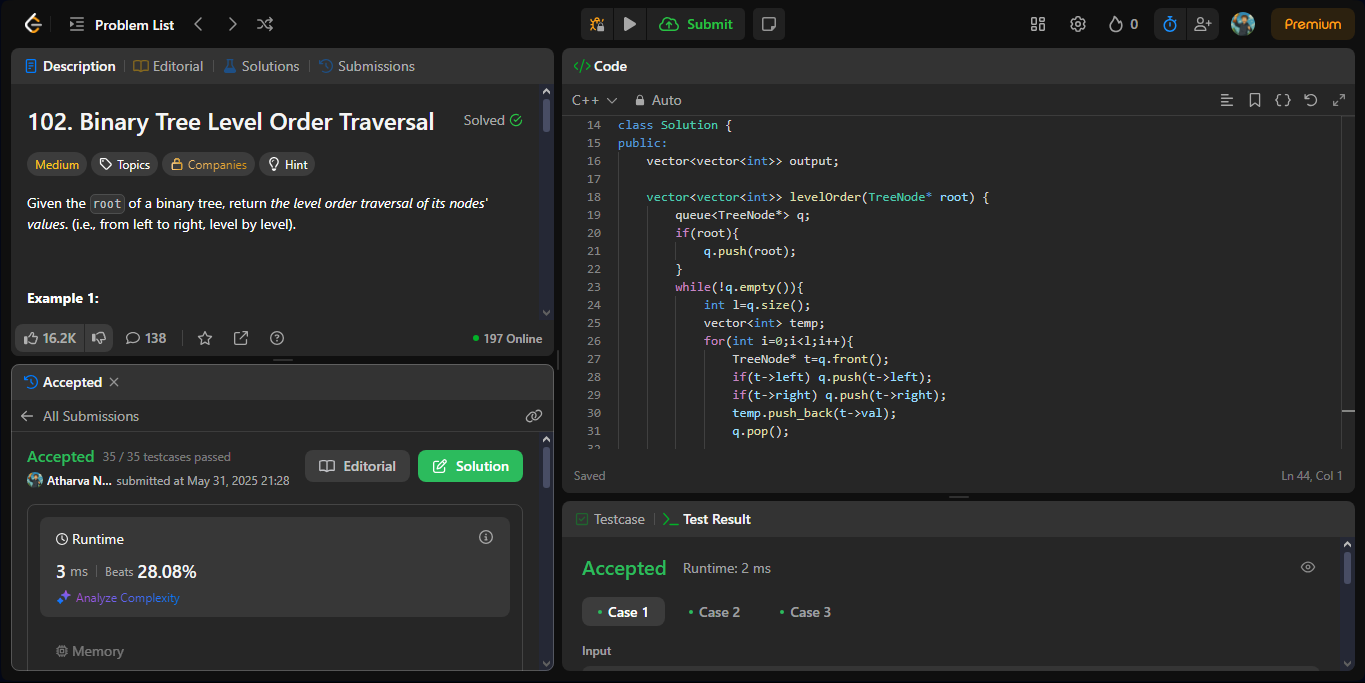 Problem List
Submit
0
Premium
Description
Editorial
Solutions
Submissions
102. Binary Tree Level Order Traversal
Solved
Medium
Topics
Companies
Hint
Given the root of a binary tree, return the level order traversal of its nodes'
values. (i.e., from left to right, level by level).
Example 1:
16.2K
138
197 Online
Accepted
All Submissions
Accepted 35 / 35 testcases passed
Atharva N... submitted at May 31, 2025 21:28
Editorial
Solution
Runtime
3 ms Beats 28.08%
Analyze Complexity
Memory
</> Code
C++
Auto
14 class Solution {
15 public:
16 vector<vector<int>> output;
17
18 vector<vector<int>> levelOrder(TreeNode* root) {
19 queue<TreeNode*> q;
20 if(root){
21 q.push(root);
22 }
23 while(!q.empty()){
24 int l=q.size();
25 vector<int> temp;
26 for(int i=0;i<l;i++){
27 TreeNode* t=q.front();
28 if(t->left) q.push(t->left);
29 if(t->right) q.push(t->right);
30 temp.push_back(t->val);
31 q.pop();
Saved
Ln 44, Col 1
Testcase
>_ Test Result
Accepted Runtime: 2 ms
Case 1
Case 2
Case 3
Input